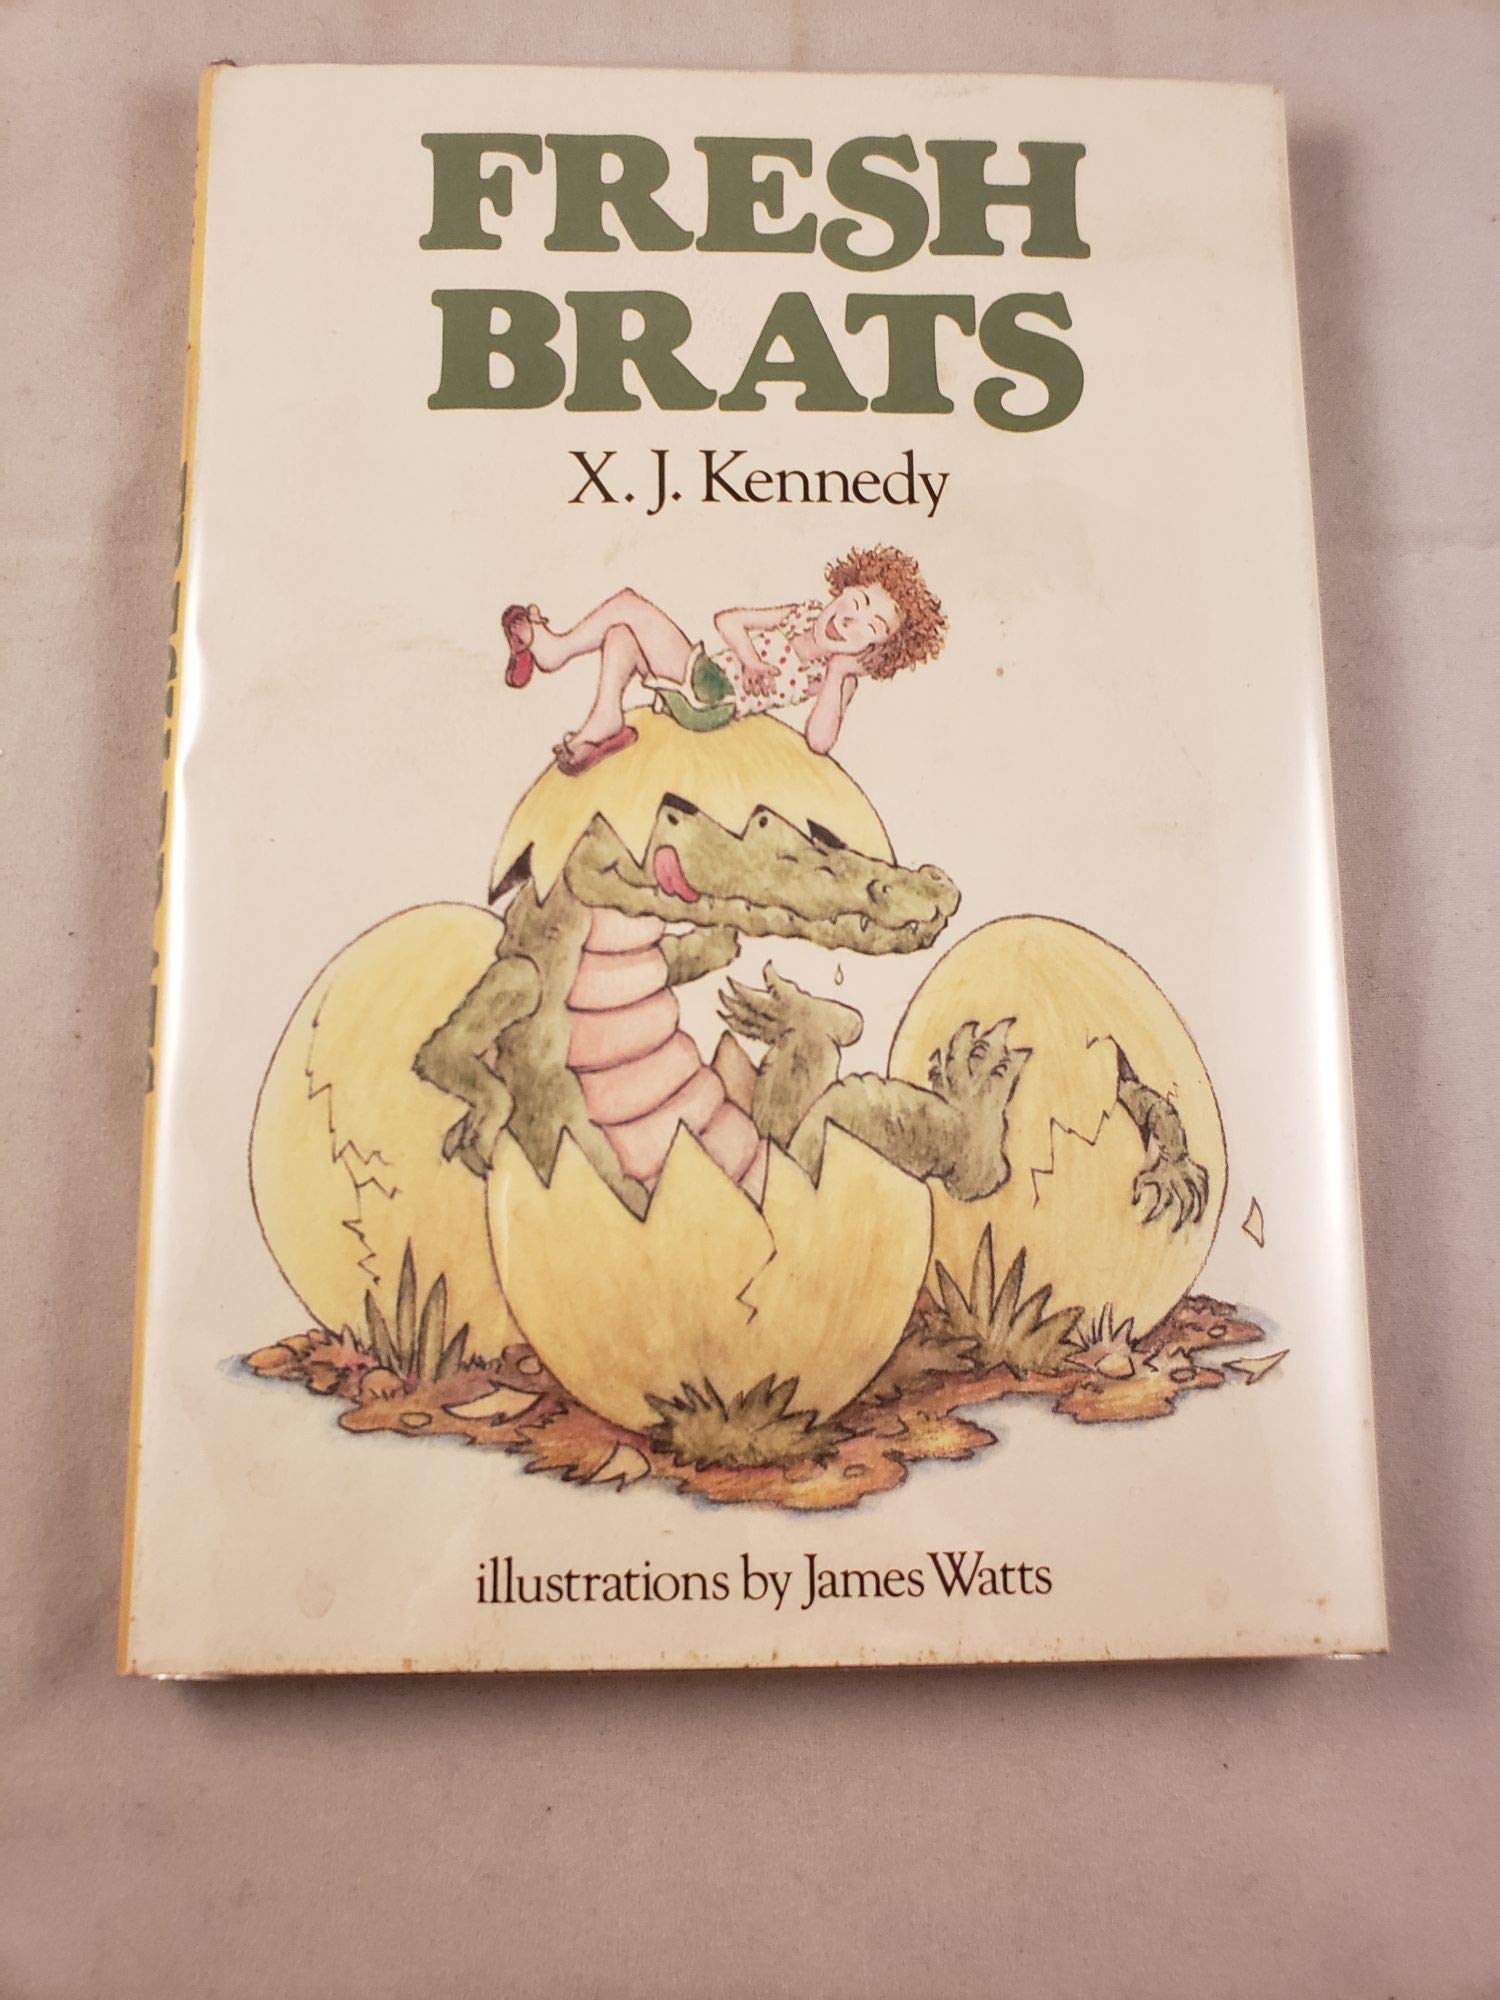 FRESH
BRATS
X. J. Kennedy
illustrations by James Watts